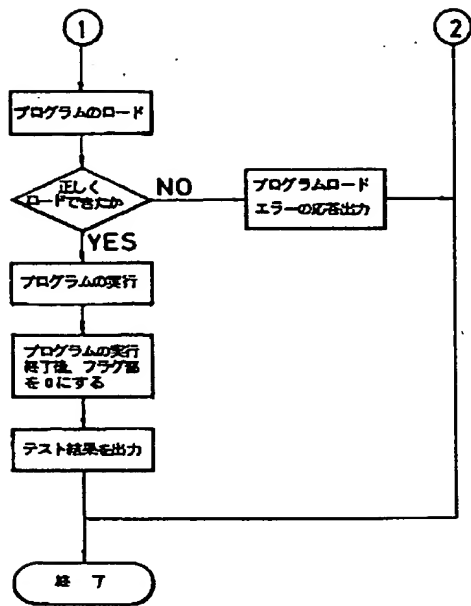 1
2
プログラムのロード
正しく
ロードできたか
NO
プログラムロード
エラーの応答出力
YES
プログラムの実行
プログラムの実行
終了後、フラグ部
を0にする
テスト結果を出力
終 了